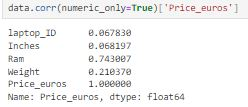 data.corr(numeric_only=True)['Price_euros']
laptop_ID      0.067830
Inches         0.068197
Ram            0.743007
Weight         0.210370
Price_euros    1.000000
Name: Price_euros, dtype: float64